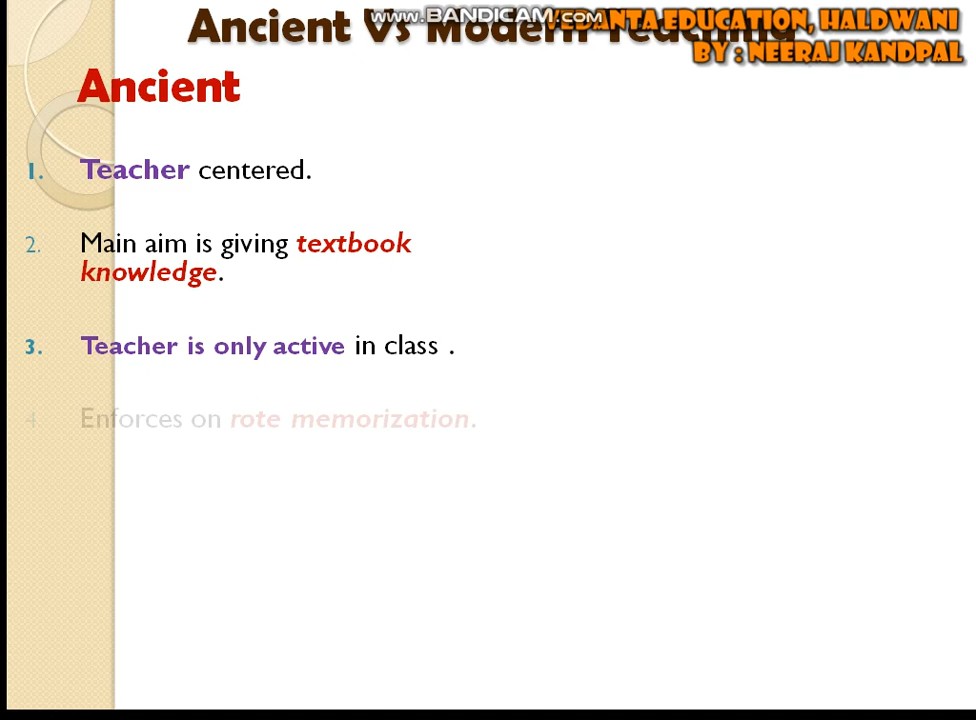 Ancient Vs Modern Teaching
www.BANDICAM.com
VEDANTA EDUCATION, HALDWANI
BY : NEERAJ KANDPAL
Ancient
1. Teacher centered.
2. Main aim is giving textbook
knowledge.
3. Teacher is only active in class .
4. Enforces on rote memorization.